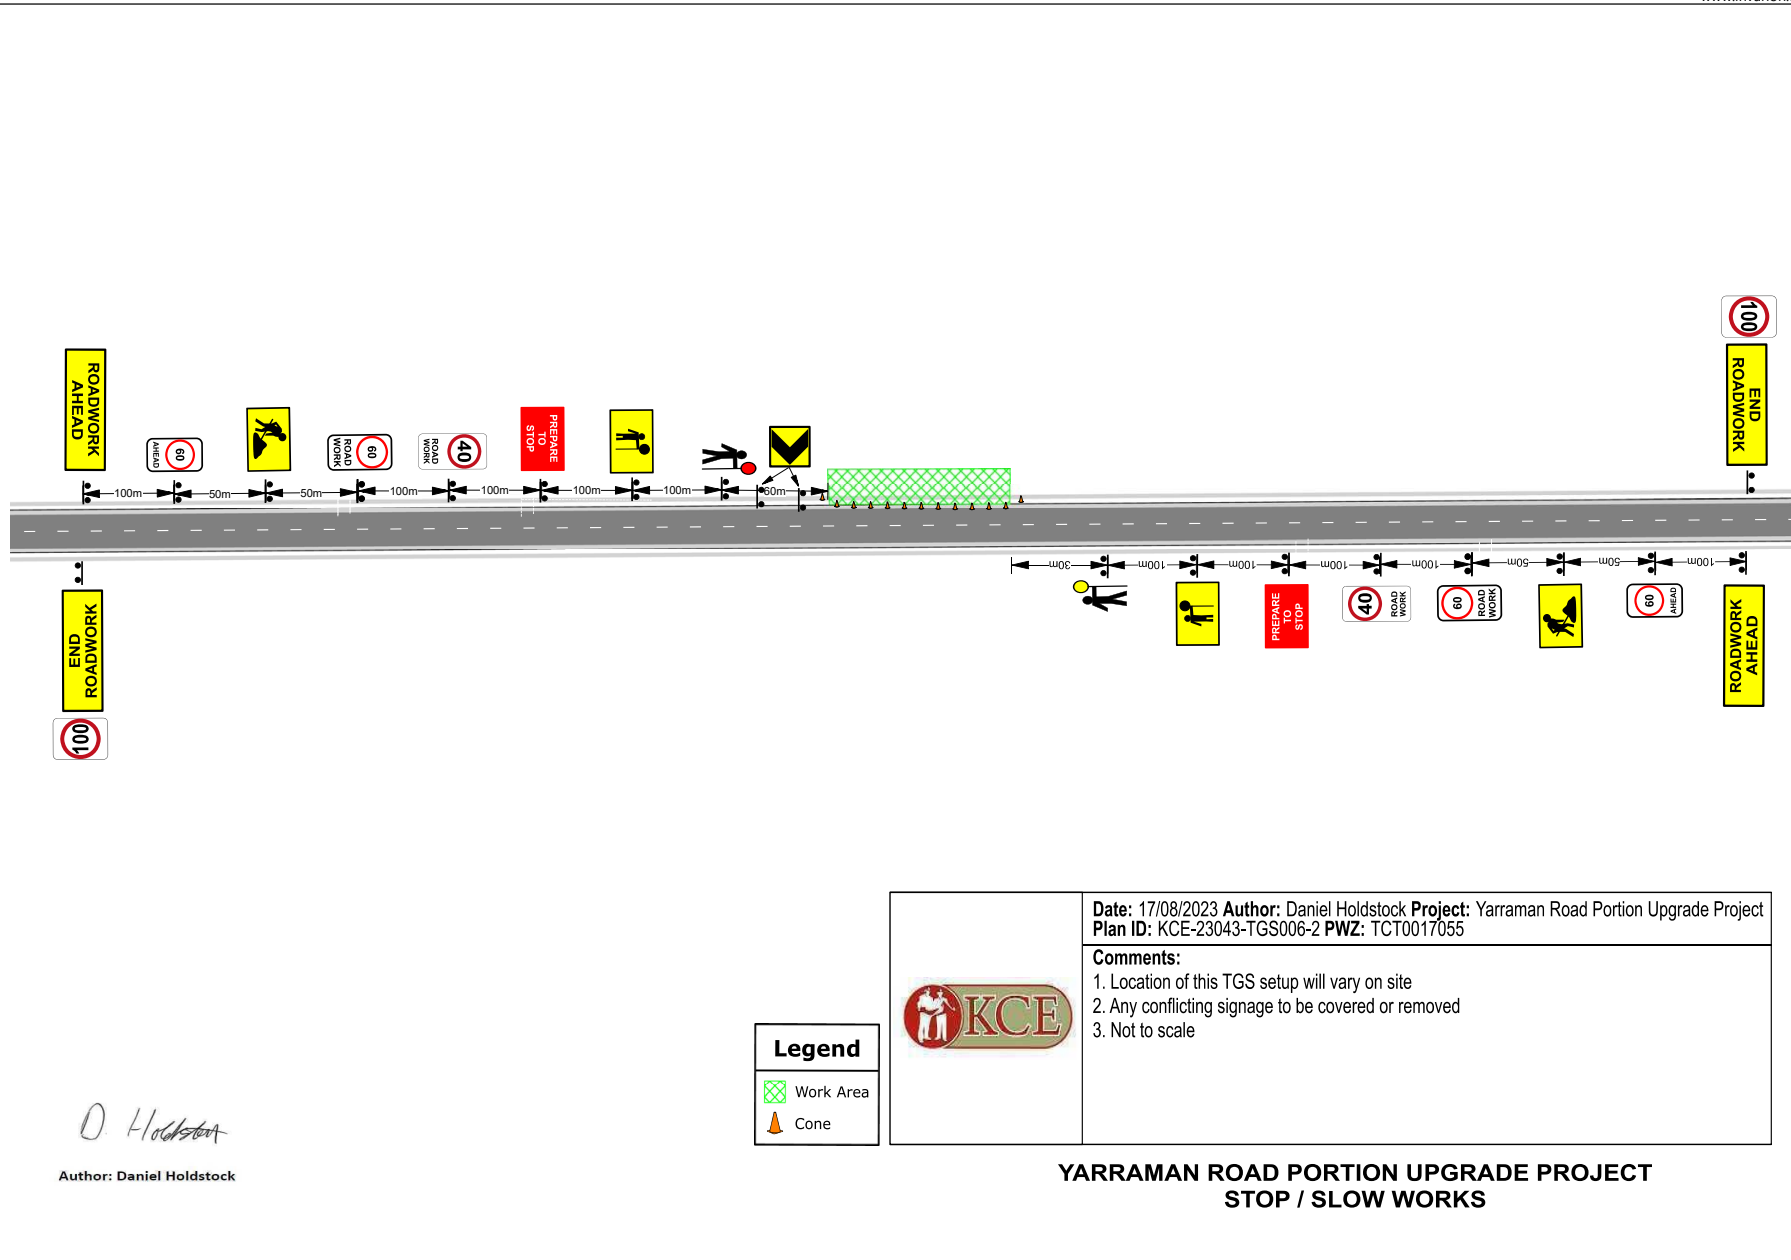 100
END
ROADWORK
ROADWORK
AHEAD
60
AHEAD
60
ROAD
WORK
40
ROAD
WORK
PREPARE
TO
STOP
100m
50m
50m
100m
100m
100m
100m
60m
30m
100m
100m
100m
100m
50m
50m
100m
PREPARE
TO
STOP
40
ROAD
WORK
60
ROAD
WORK
60
AHEAD
ROADWORK
AHEAD
END
ROADWORK
100
Date: 17/08/2023 Author: Daniel Holdstock Project: Yarraman Road Portion Upgrade Project
Plan ID: KCE-23043-TGS006-2 PWZ: TCT0017055
Comments:
1. Location of this TGS setup will vary on site
2. Any conflicting signage to be covered or removed
3. Not to scale
KCE
Legend
Work Area
Cone
D. Holdstock
Author: Daniel Holdstock
YARRAMAN ROAD PORTION UPGRADE PROJECT
STOP / SLOW WORKS